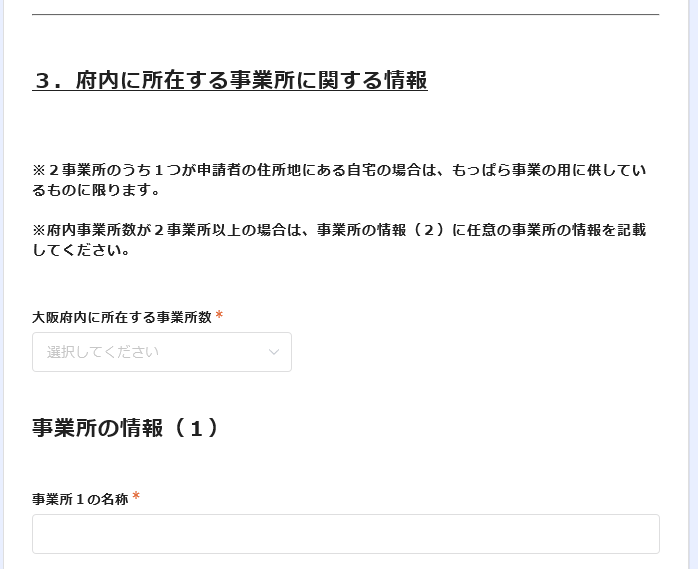 ３．府内に所在する事業所に関する情報
※２事業所のうち１つが申請者の住所地にある自宅の場合は、もっぱら事業の用に供してい
るものに限ります。
※府内事業所数が２事業所以上の場合は、事業所の情報（２）に任意の事業所の情報を記載
してください。
大阪府内に所在する事業所数*
選択してください
事業所の情報（１）
事業所１の名称*